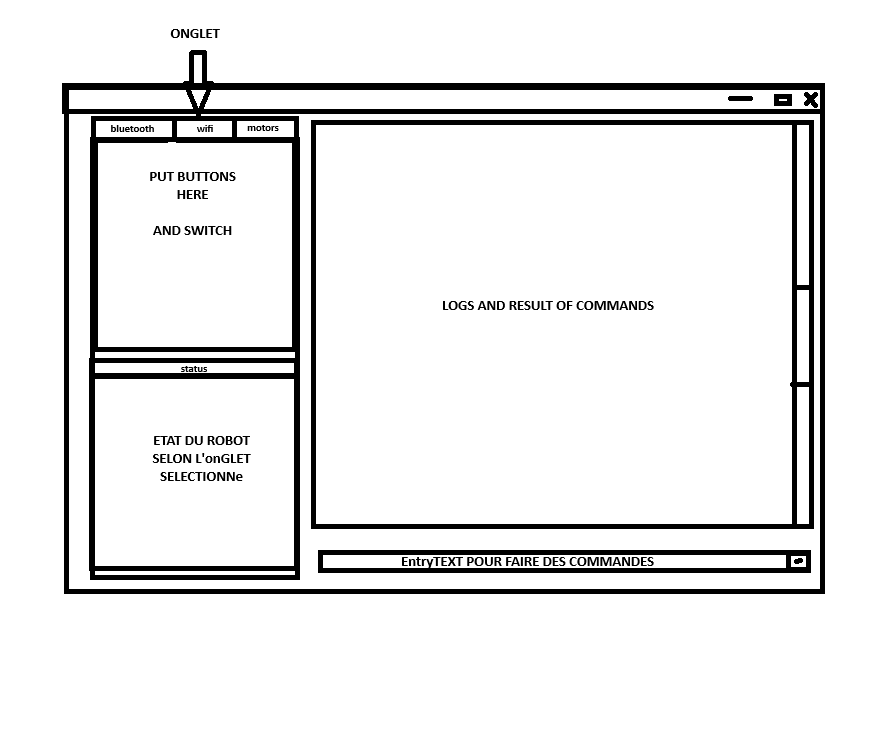 ONGLET
bluetooth
wifi
motors
PUT BUTTONS
HERE
AND SWITCH
LOGS AND RESULT OF COMMANDS
status
ETAT DU ROBOT
SELON L'onGLET
SELECTIONNe
EntryTEXT POUR FAIRE DES COMMANDES